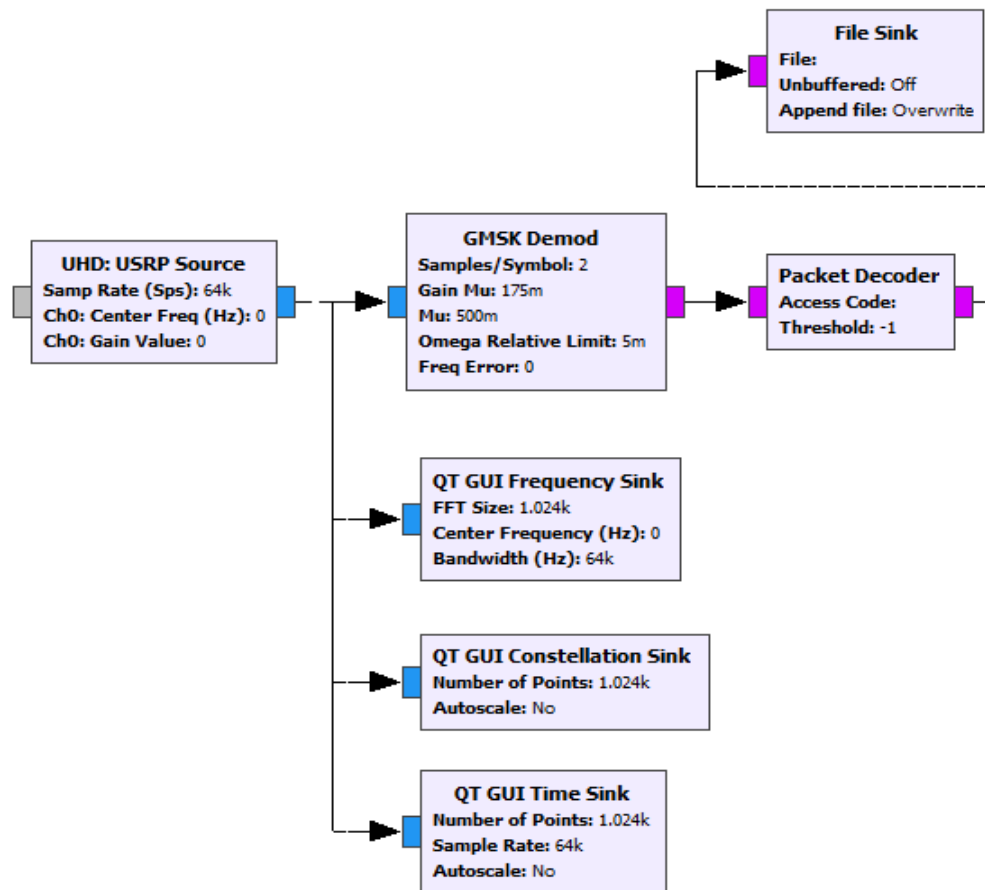 File Sink
File:
Unbuffered: Off
Append file: Overwrite
UHD: USRP Source
Samp Rate (Sps): 64k
Ch0: Center Freq (Hz): 0
Ch0: Gain Value: 0
GMSK Demod
Samples/Symbol: 2
Gain Mu: 175m
Mu: 500m
Omega Relative Limit: 5m
Freq Error: 0
Packet Decoder
Access Code:
Threshold: -1
QT GUI Frequency Sink
FFT Size: 1.024k
Center Frequency (Hz): 0
Bandwidth (Hz): 64k
QT GUI Constellation Sink
Number of Points: 1.024k
Autoscale: No
QT GUI Time Sink
Number of Points: 1.024k
Sample Rate: 64k
Autoscale: No